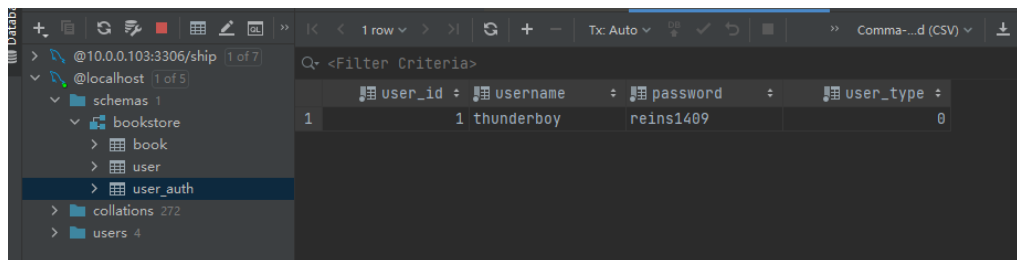 Databa
1 row
Tx: Auto
DB
Comma-...d (CSV)
@10.0.0.103:3306/ship 1 of 7
<Filter Criteria>
@localhost 1 of 5
schemas 1
user_id username password user_type
bookstore
1 1 thunderboy reins1409 0
book
user
user_auth
collations 272
users 4